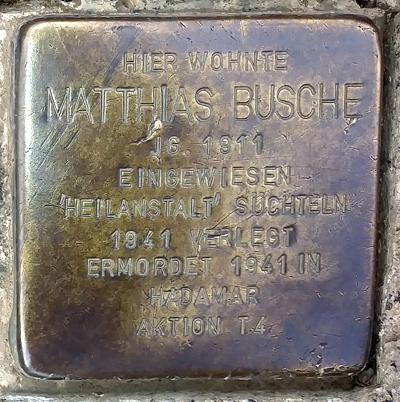 HIER WOHNTE
MATTHIAS BUSCHE
JG. 1911
EINGEWIESEN
'HEILANSTALT' SÜCHTELN
1941 VERLEGT
ERMORDET 1941 IN
HADAMAR
AKTION T4